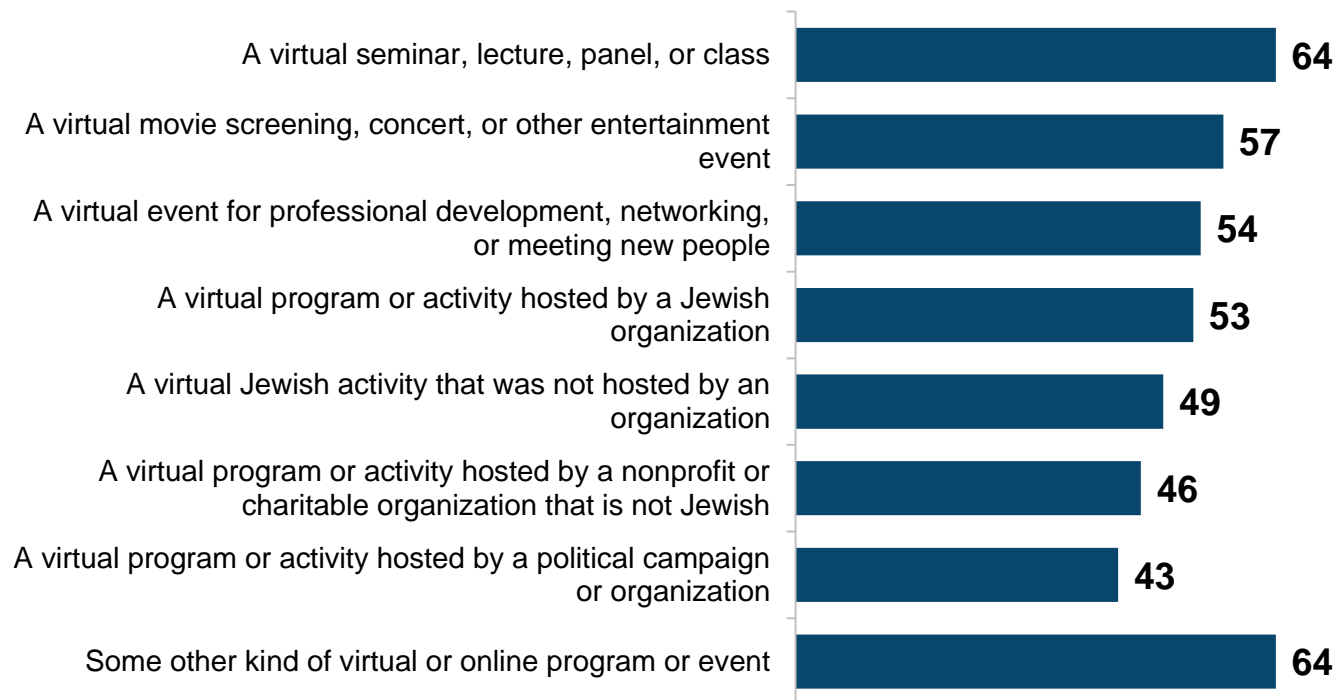 A virtual seminar, lecture, panel, or class
64
A virtual movie screening, concert, or other entertainment
event
57
A virtual event for professional development, networking,
or meeting new people
54
A virtual program or activity hosted by a Jewish
organization
53
A virtual Jewish activity that was not hosted by an
organization
49
A virtual program or activity hosted by a nonprofit or
charitable organization that is not Jewish
46
A virtual program or activity hosted by a political campaign
or organization
43
Some other kind of virtual or online program or event
64